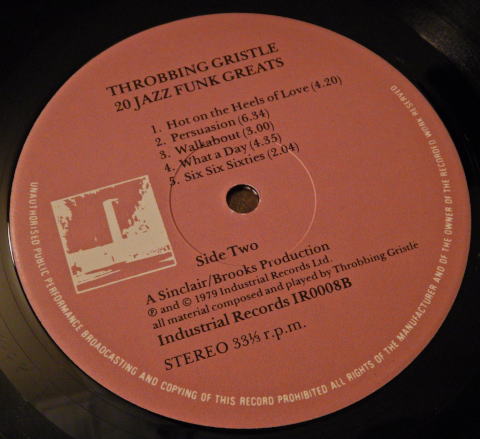 THROBBING GRISTLE
20 JAZZ FUNK GREATS
1. Hot on the Heels of Love (4.20)
2. Persuasion (6.34)
3. Walkabout (3.00)
4. What a Day (4.35)
5. Six Six Sixties (2.04)
Side Two
A Sinclair/Brooks Production
℗ and © 1979 Industrial Records Ltd.
all material composed and played by Throbbing Gristle
Industrial Records IR0008B
STEREO 33⅓ r.p.m.
UNAUTHORISED PUBLIC PERFORMANCE BROADCASTING AND COPYING OF THIS RECORD PROHIBITED ALL RIGHTS OF THE MANUFACTURER AND OF THE OWNER OF THE RECORDED WORK RESERVED